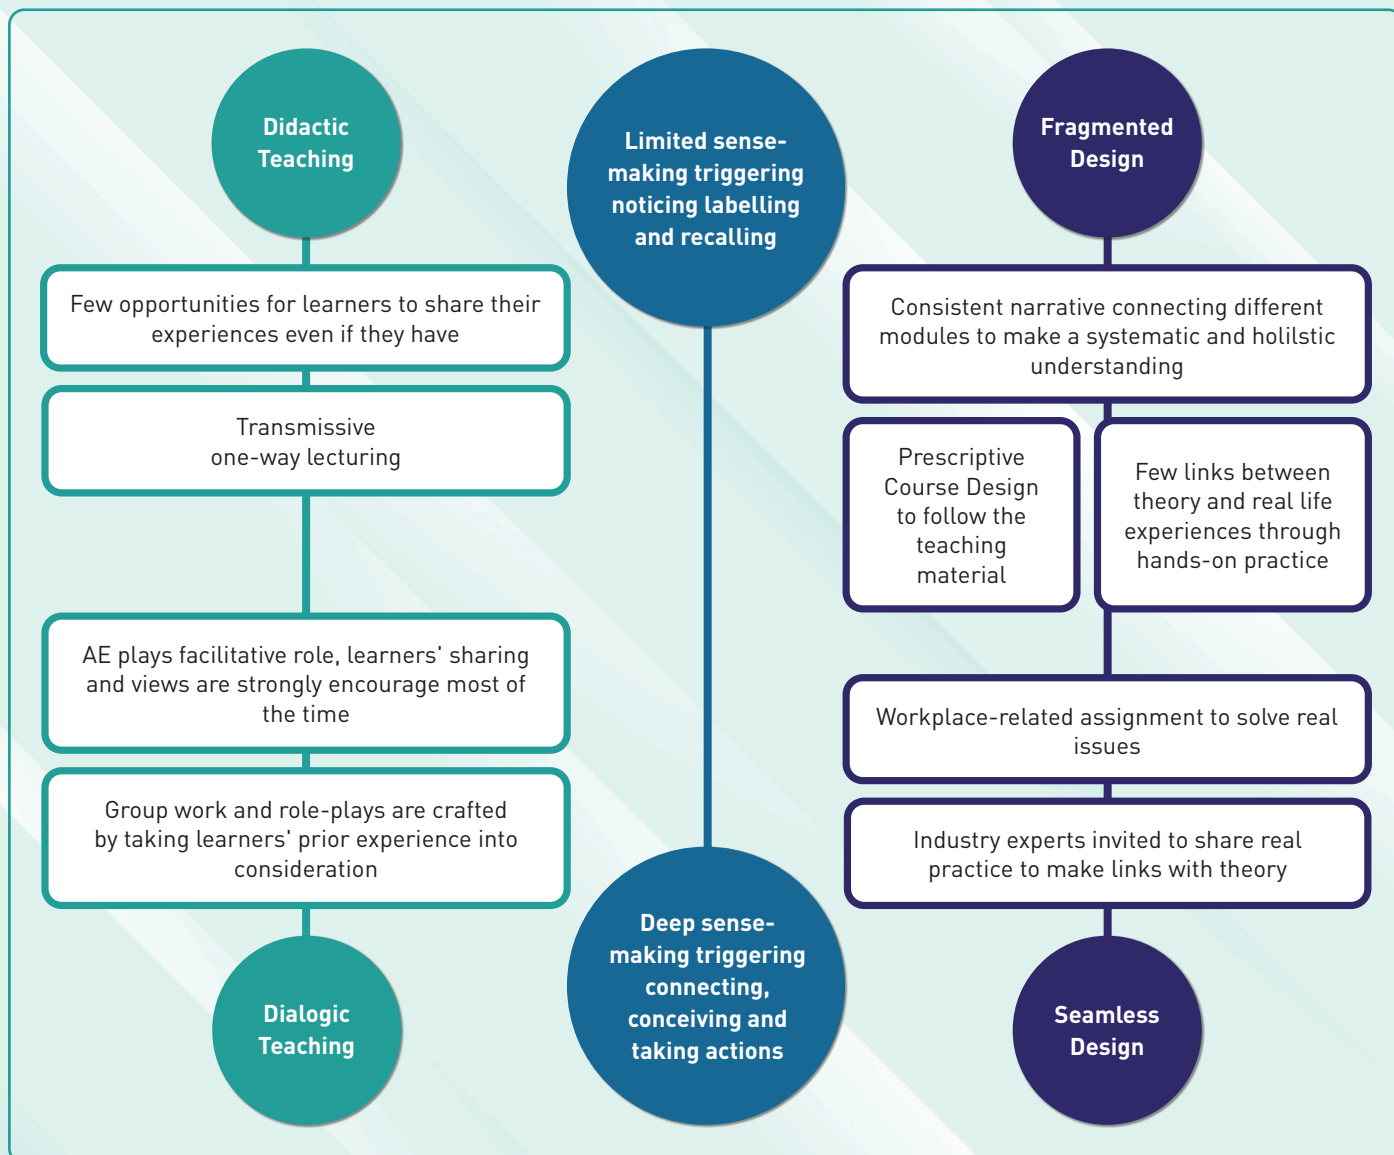 Didactic
Teaching
Few opportunities for learners to share their
experiences even if they have
Transmissive
one-way lecturing
AE plays facilitative role, learners' sharing
and views are strongly encourage most of
the time
Group work and role-plays are crafted
by taking learners' prior experience into
consideration
Dialogic
Teaching
Limited sense-
making triggering
noticing labelling
and recalling
Deep sense-
making triggering
connecting,
conceiving and
taking actions
Fragmented
Design
Consistent narrative connecting different
modules to make a systematic and holilstic
understanding
Prescriptive
Course Design
to follow the
teaching
material
Few links between
theory and real life
experiences through
hands-on practice
Workplace-related assignment to solve real
issues
Industry experts invited to share real
practice to make links with theory
Seamless
Design